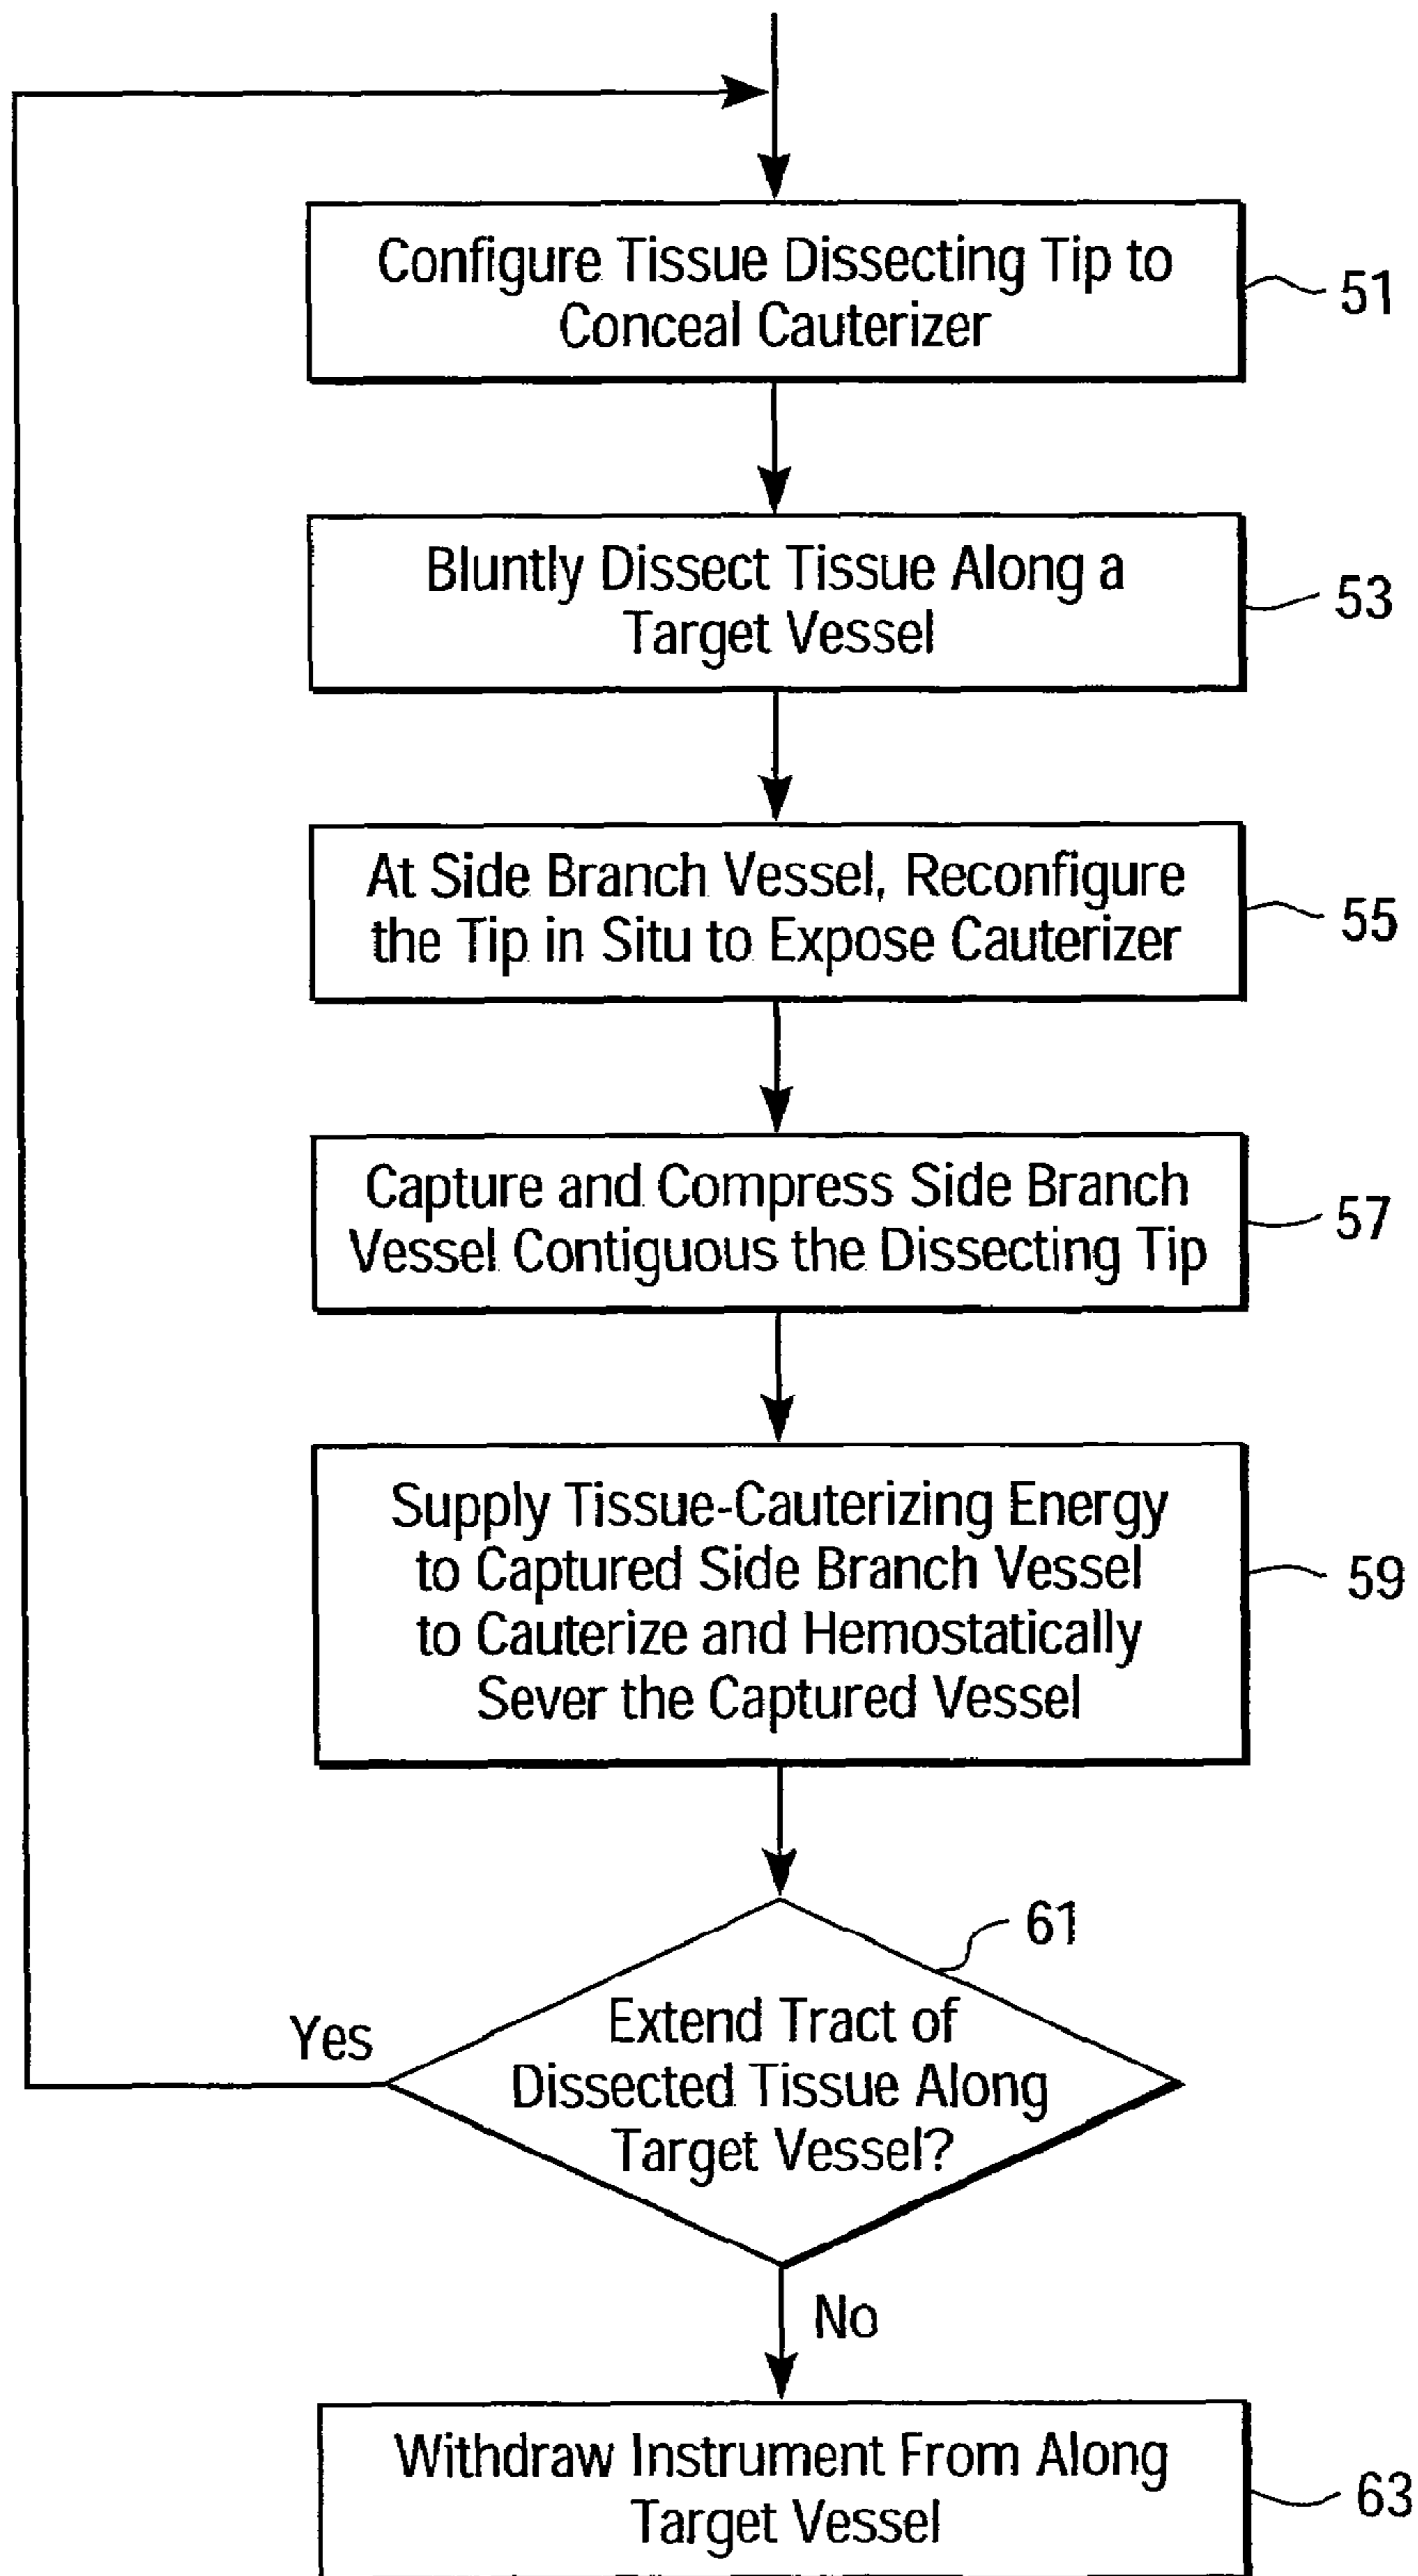 Configure Tissue Dissecting Tip to
Conceal Cauterizer
51
Bluntly Dissect Tissue Along a
Target Vessel
53
At Side Branch Vessel, Reconfigure
the Tip in Situ to Expose Cauterizer
55
Capture and Compress Side Branch
Vessel Contiguous the Dissecting Tip
57
Supply Tissue-Cauterizing Energy
to Captured Side Branch Vessel
to Cauterize and Hemostatically
Sever the Captured Vessel
59
61
Extend Tract of
Dissected Tissue Along
Target Vessel?
Yes
No
Withdraw Instrument From Along
Target Vessel
63